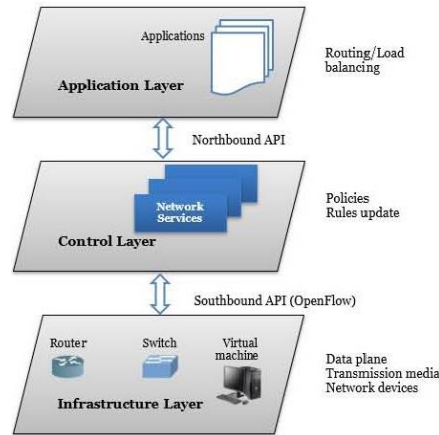 Applications
Routing/Load
balancing
Application Layer
Northbound API
Network
Services
Policies
Rules update
Control Layer
Southbound API (OpenFlow)
Router
Switch
Virtual
machine
Data plane
Transmission media
Network devices
Infrastructure Layer